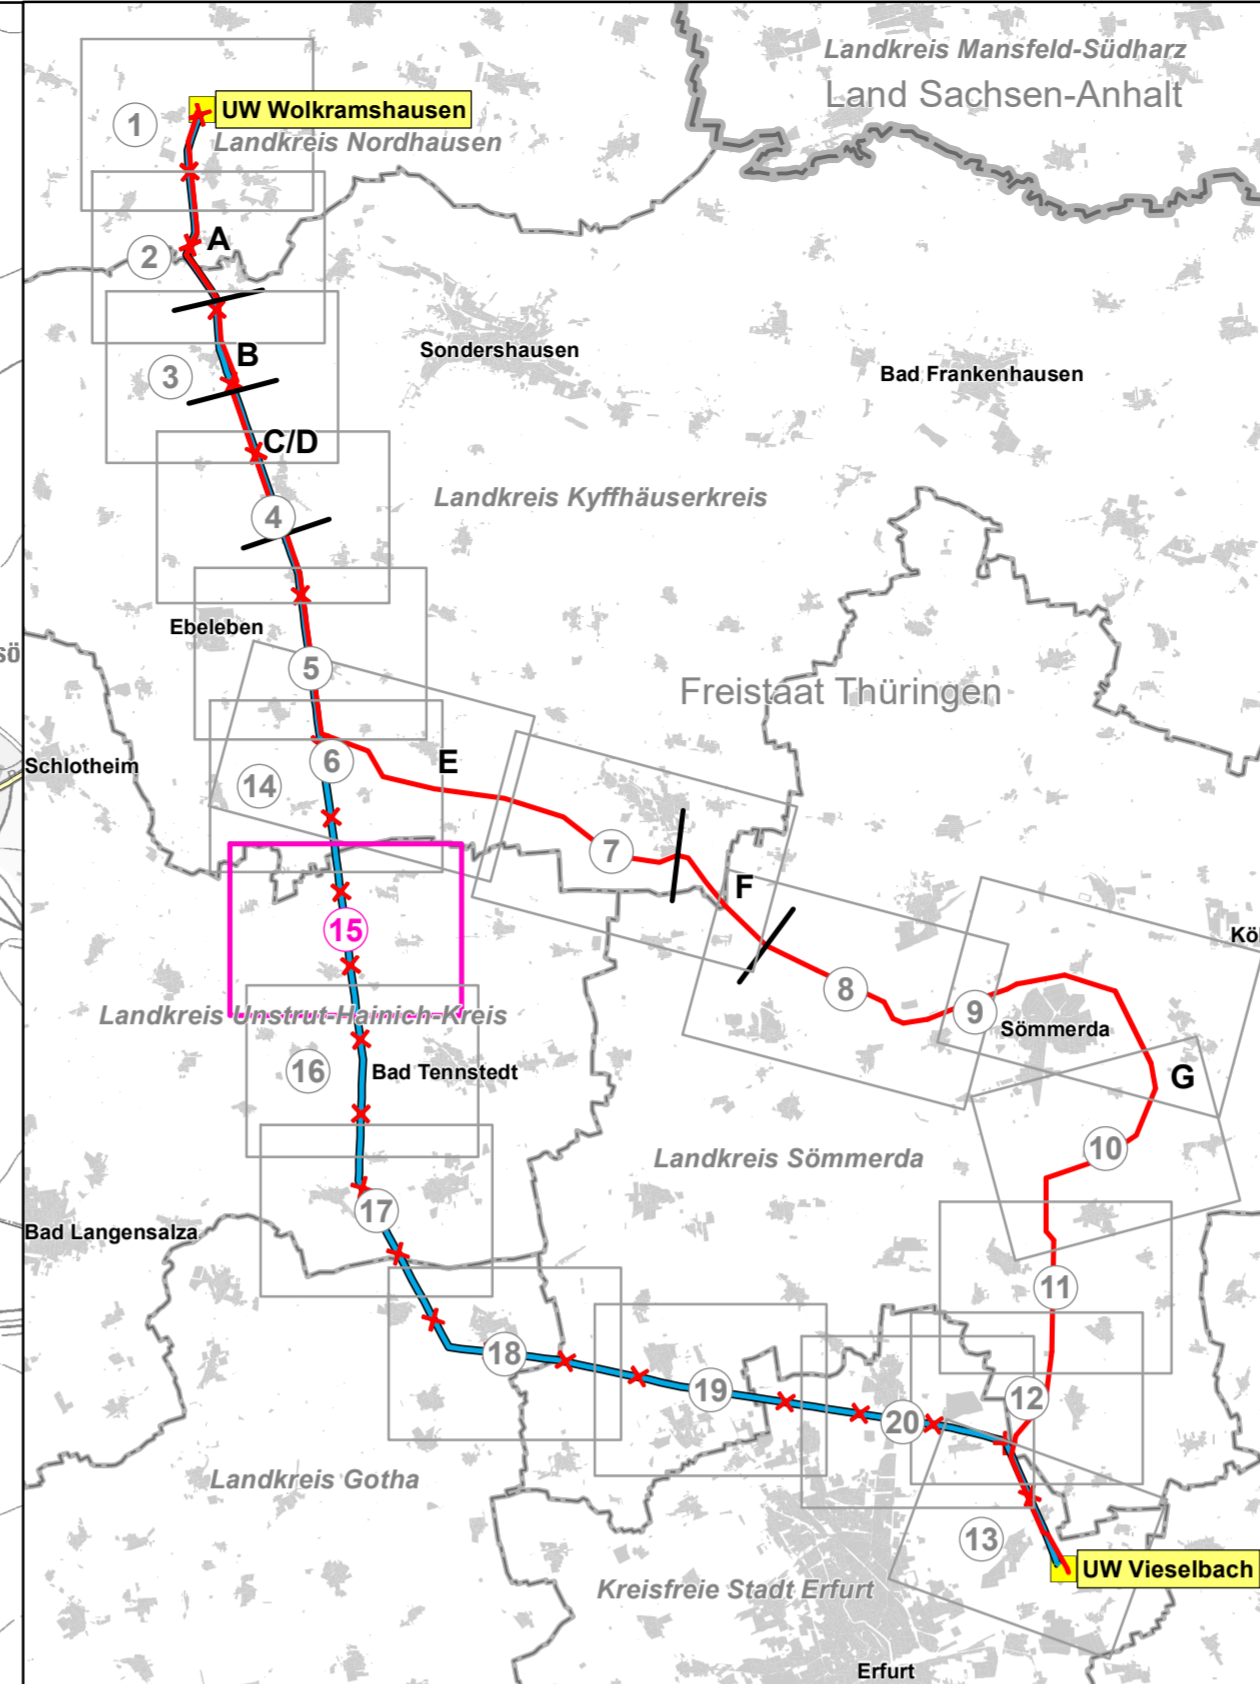 Landkreis Mansfeld-Südharz
Land Sachsen-Anhalt
UW Wolkramshausen
1
Landkreis Nordhausen
A
2
Sondershausen
B
Bad Frankenhausen
3
C/D
Landkreis Kyffhäuserkreis
4
Ebeleben
sö
5
Freistaat Thüringen
Schlotheim
6
E
14
7
F
15
Kö
8
9
Landkreis Unstrut-Hainich-Kreis
Sömmerda
16
Bad Tennstedt
G
10
Landkreis Sömmerda
17
Bad Langensalza
11
18
19
12
20
Landkreis Gotha
13
UW Vieselbach
Kreisfreie Stadt Erfurt
Erfurt